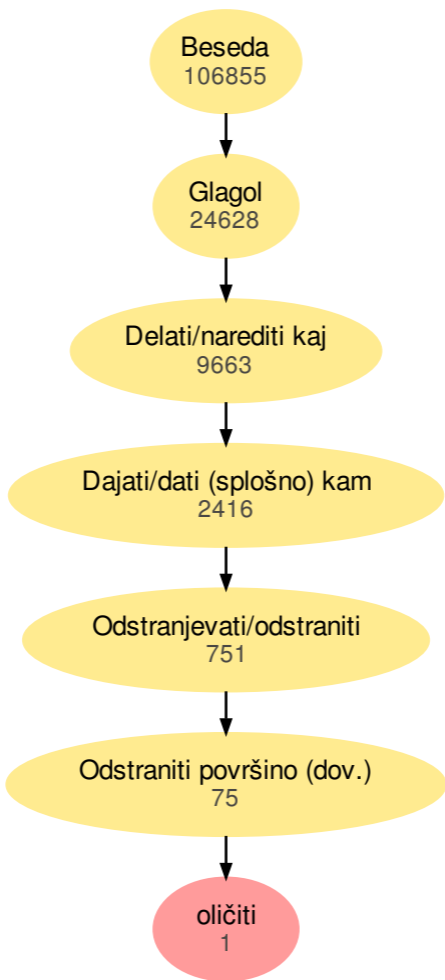 Beseda
106855
Glagol
24628
Delati/narediti kaj
9663
Dajati/dati (splošno) kam
2416
Odstranjevati/odstraniti
751
Odstraniti površino (dov.)
75
oličiti
1